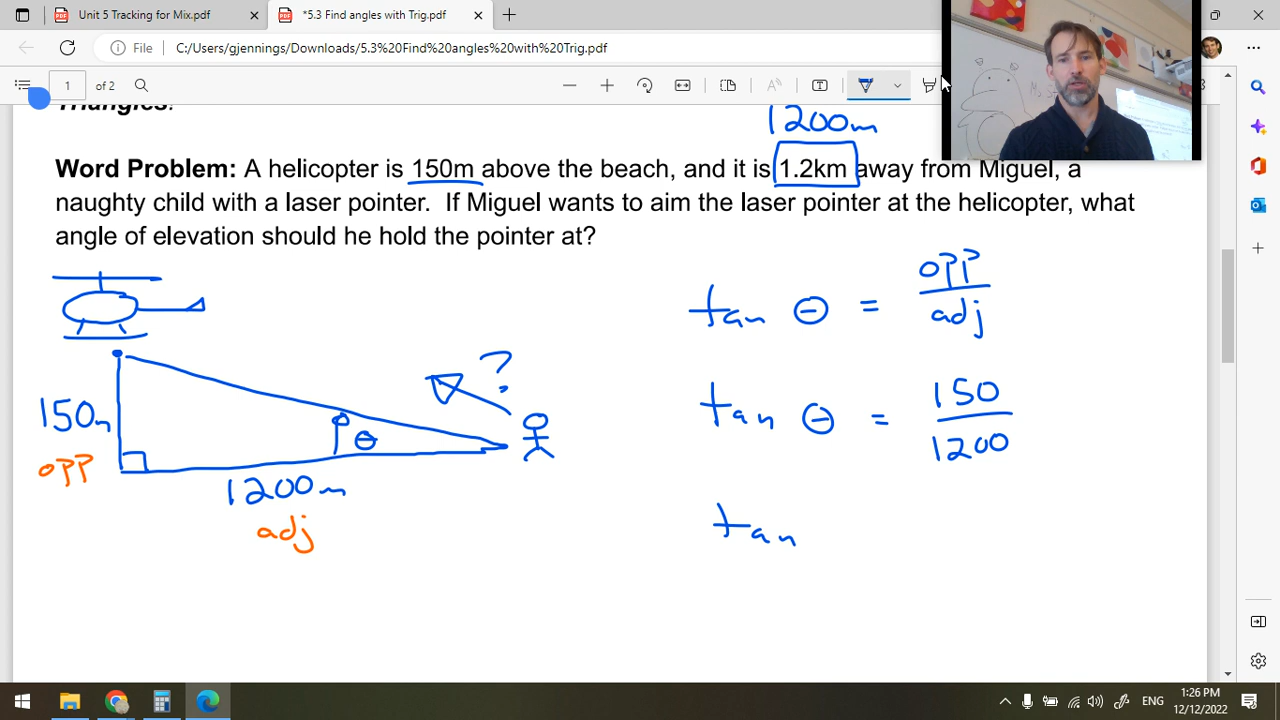 Unit 5 Tracking for Mix.pdf
*5.3 Find angles with Trig.pdf
File
C:/Users/gjennings/Downloads/5.3%20Find%20angles%20with%20Trig.pdf
1 of 2
Triangles!
1200m
Word Problem: A helicopter is 150m above the beach, and it is 1.2km away from Miguel, a
naughty child with a laser pointer. If Miguel wants to aim the laser pointer at the helicopter, what
angle of elevation should he hold the pointer at?
?
150m
opp
θ
1200m
adj
tan θ = opp
adj
tan θ = 150
1200
tan
ENG
1:26 PM
12/12/2022